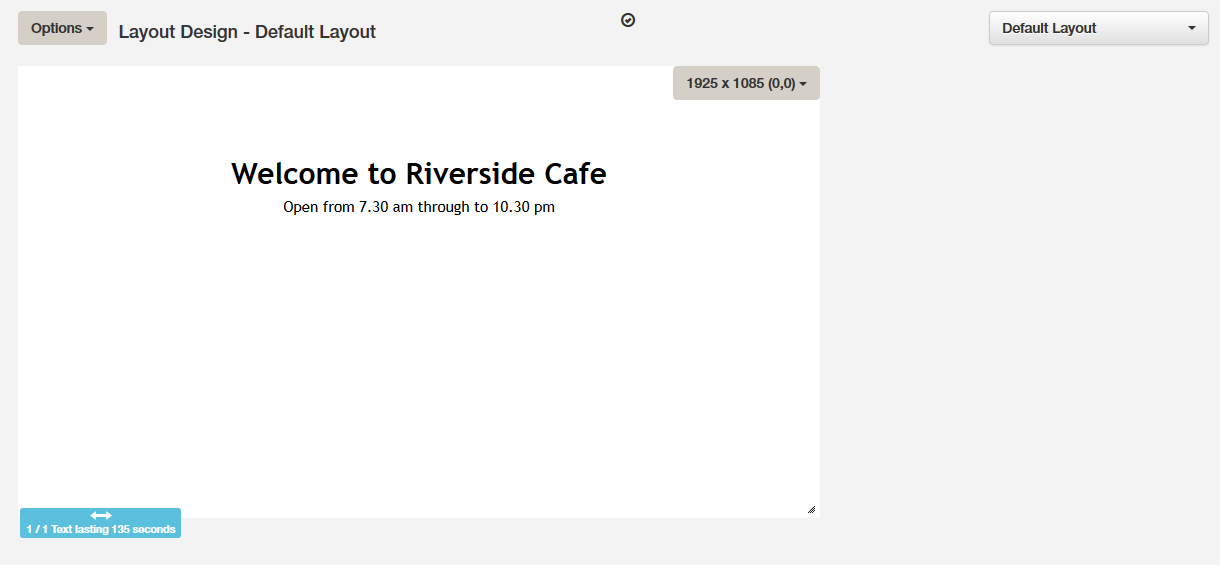 Options
Layout Design - Default Layout
Default Layout
1925 x 1085 (0,0)
Welcome to Riverside Cafe
Open from 7.30 am through to 10.30 pm
1 / 1 Text lasting 135 seconds